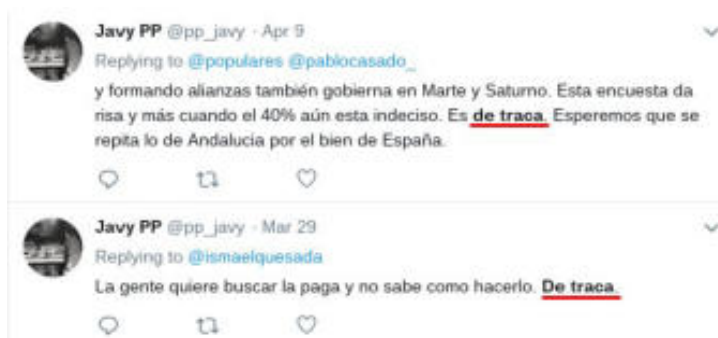 Javy PP @pp_javy · Apr 9
Replying to @populares @pablocasado_
y formando alianzas también gobierna en Marte y Saturno. Esta encuesta da
risa y más cuando el 40% aún esta indeciso. Es de traca. Esperemos que se
repita lo de Andalucia por el bien de España.
Javy PP @pp_javy · Mar 29
Replying to @ismaelquesada
La gente quiere buscar la paga y no sabe como hacerlo. De traca.